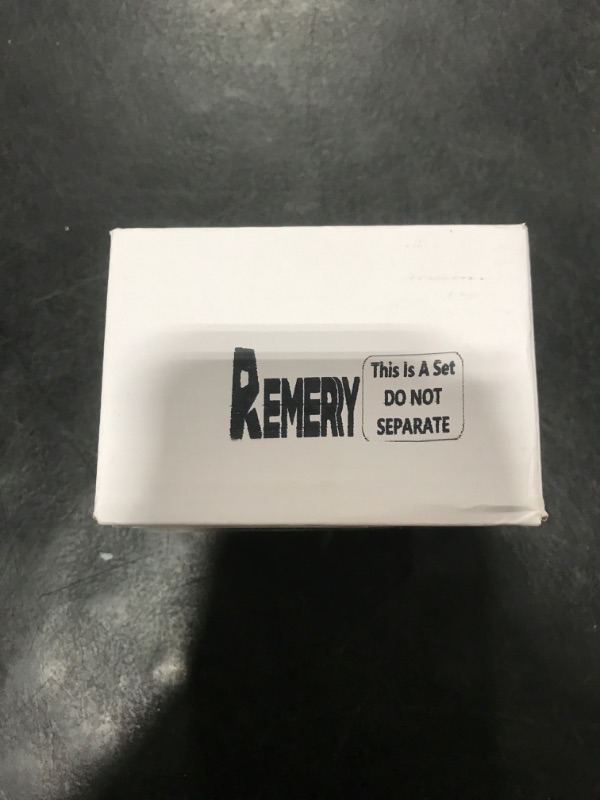 REMERY
This Is A Set
DO NOT
SEPARATE